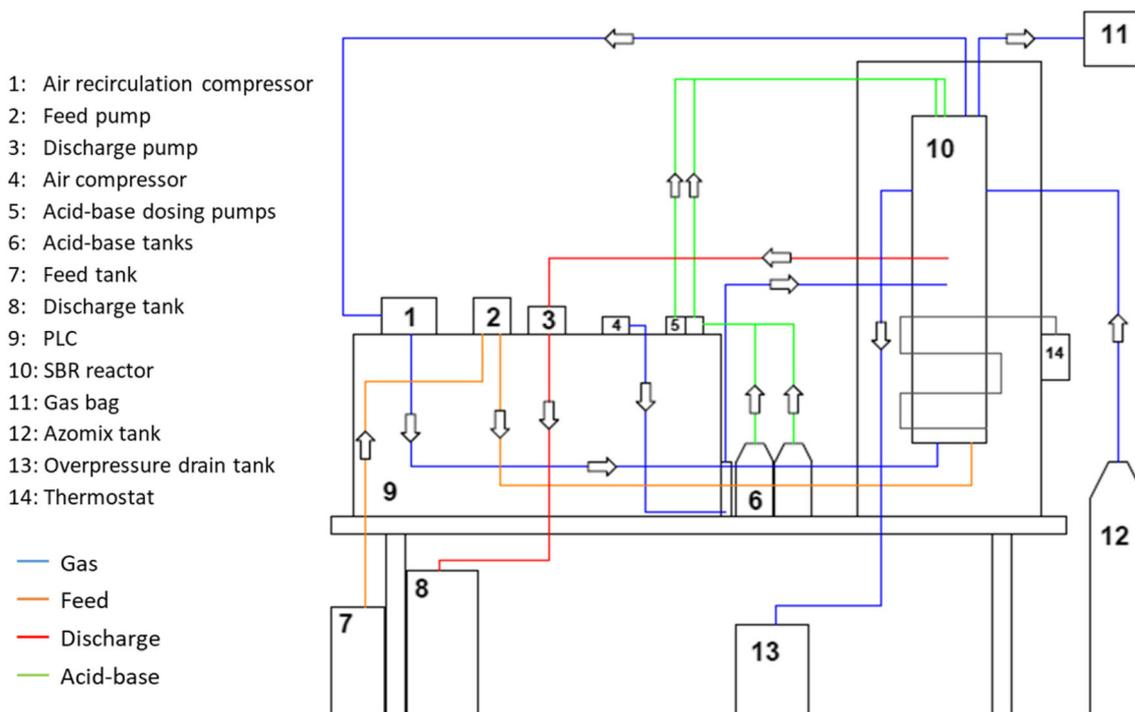 1: Air recirculation compressor
2: Feed pump
3: Discharge pump
4: Air compressor
5: Acid-base dosing pumps
6: Acid-base tanks
7: Feed tank
8: Discharge tank
9: PLC
10: SBR reactor
11: Gas bag
12: Azomix tank
13: Overpressure drain tank
14: Thermostat
Gas
Feed
Discharge
Acid-base
11
10
1
2
3
4
5
14
9
6
12
8
7
13